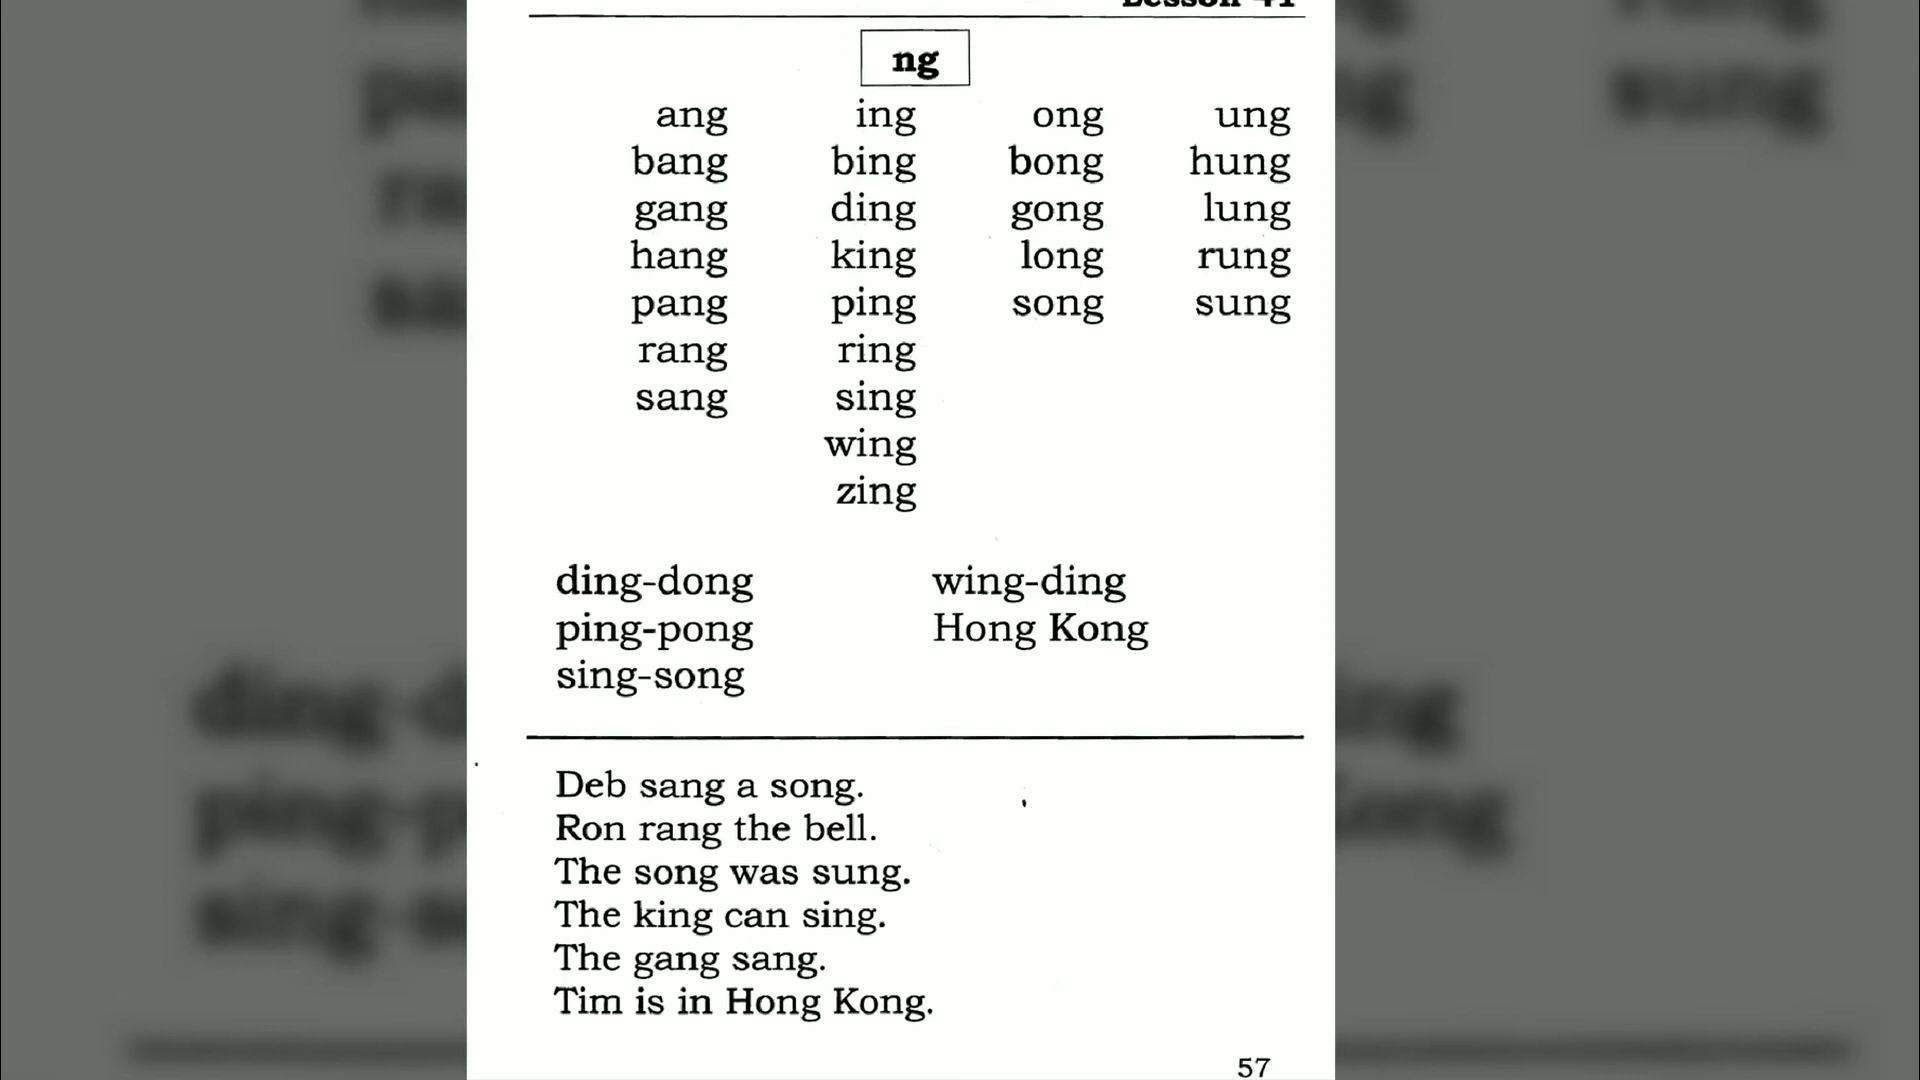 Lesson 41
ng
ang ing ong ung
bang bing bong hung
gang ding gong lung
hang king long rung
pang ping song sung
rang ring
sang sing
wing
zing
ding-dong wing-ding
ping-pong Hong Kong
sing-song
Deb sang a song.
Ron rang the bell.
The song was sung.
The king can sing.
The gang sang.
Tim is in Hong Kong.
57